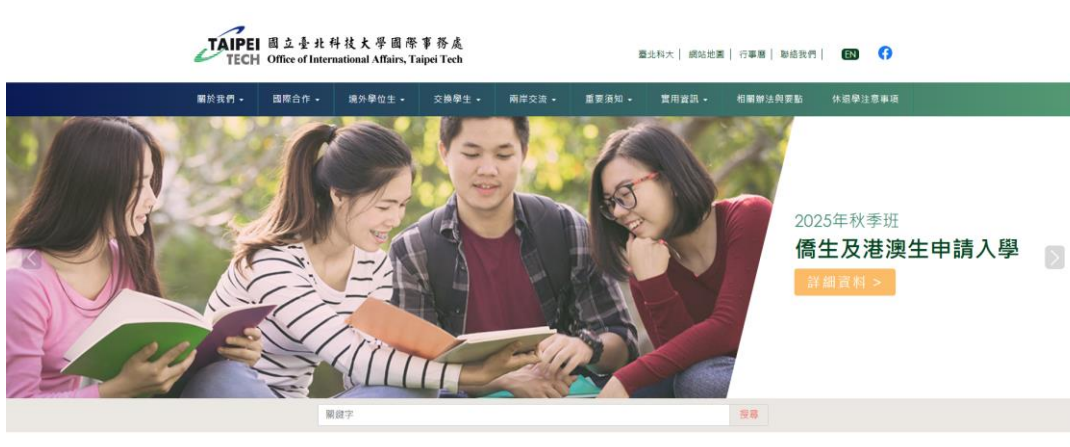 TAIPEI TECH
國立臺北科技大學國際事務處
Office of International Affairs, Taipei Tech
臺北科大 | 網站地圖 | 行事曆 | 聯絡我們 |
EN
關於我們
國際合作
境外學位生
交換學生
兩岸交流
重要須知
實用資訊
相關辦法與要點
休退學注意事項
2025年秋季班
僑生及港澳生申請入學
詳細資料 >
關鍵字
搜尋